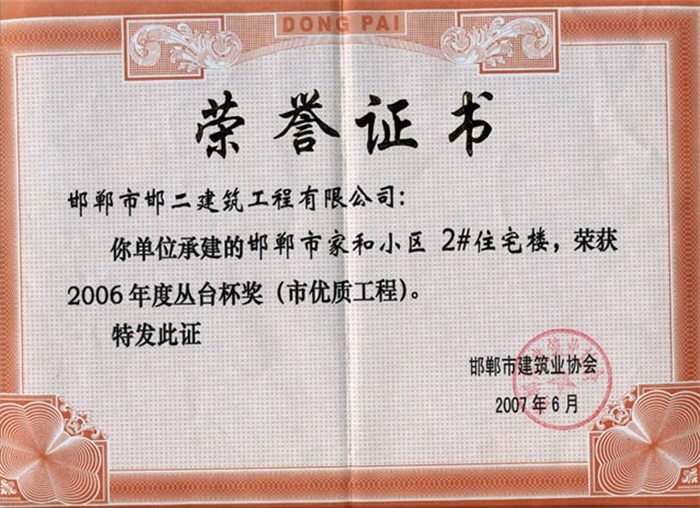 DONG PAI
荣誉证书
邯郸市邯二建筑工程有限公司:
你单位承建的邯郸市家和小区 2#住宅楼,荣获
2006年度丛台杯奖(市优质工程)。
特发此证
邯郸市建筑业协会
2007年6月